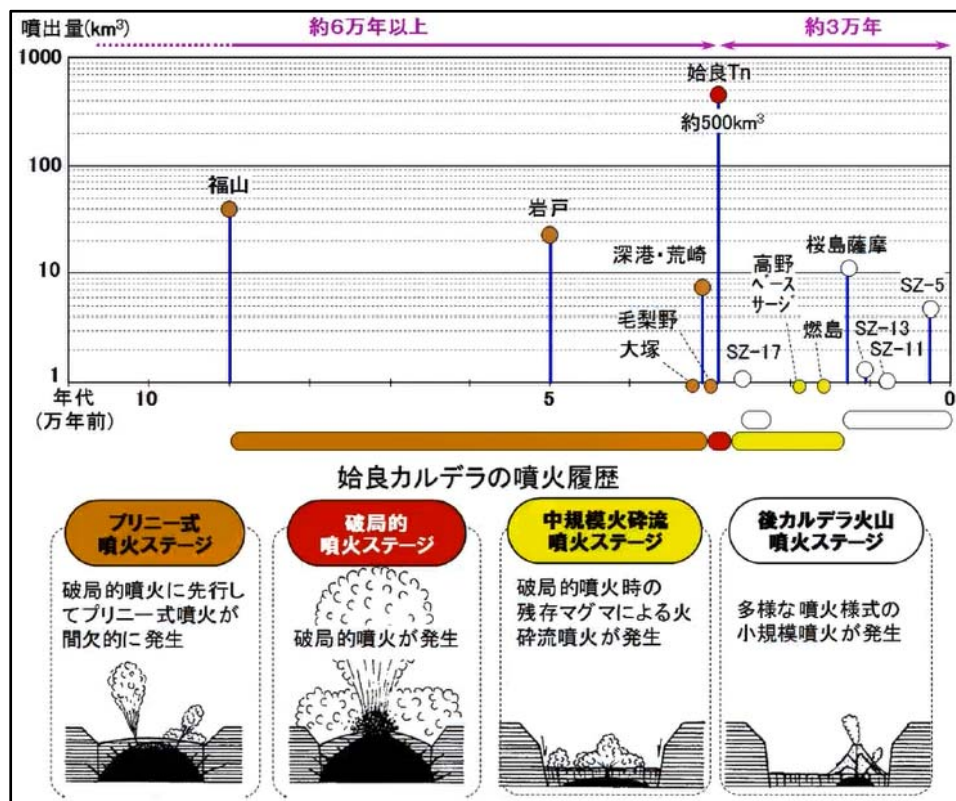 噴出量(km³)
約6万年以上
約3万年
1000
姶良Tn
約500km³
100
福山
岩戸
深港・荒崎
高野
ベース
サージ
桜島薩摩
SZ-5
10
毛梨野
大塚
燃島
SZ-13
SZ-17
SZ-11
1
年代
(万年前)
10
5
0
姶良カルデラの噴火履歴
プリニー式
噴火ステージ
破局的噴火に先行し
てプリニー式噴火が
間欠的に発生
破局的
噴火ステージ
破局的噴火が発生
中規模火砕流
噴火ステージ
破局的噴火時の
残存マグマによる火
砕流噴火が発生
後カルデラ火山
噴火ステージ
多様な噴火様式の
小規模噴火が発生